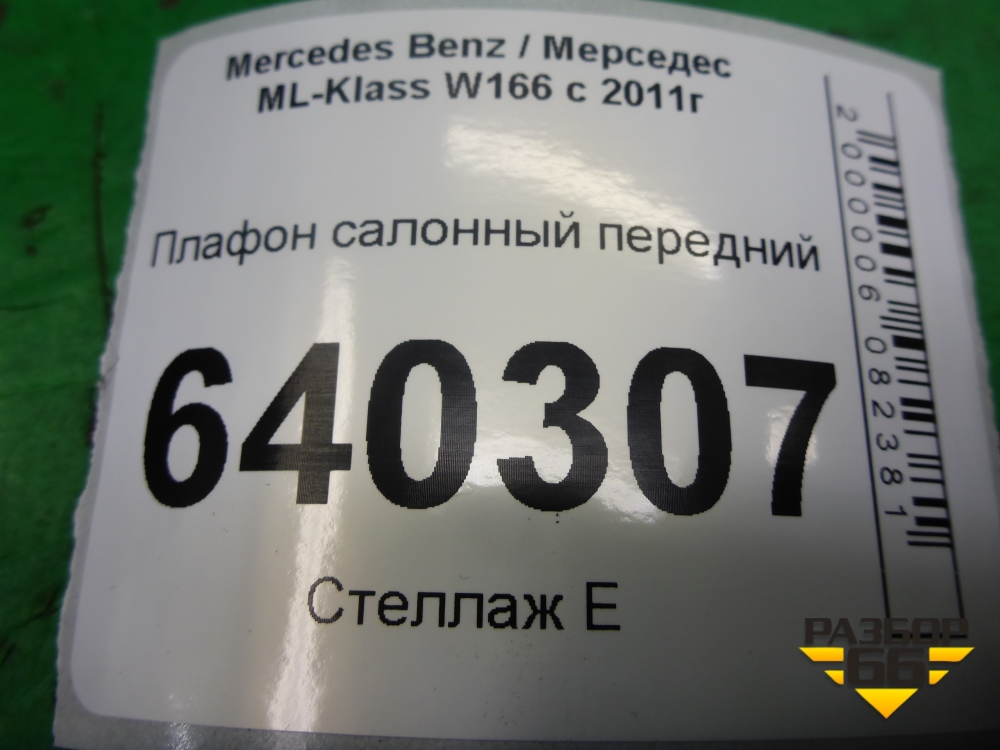 Mercedes Benz / Мерседес
ML-Klass W166 с 2011г
Плафон салонный передний
640307
Стеллаж Е
2000006082381
РАЗБОР
66